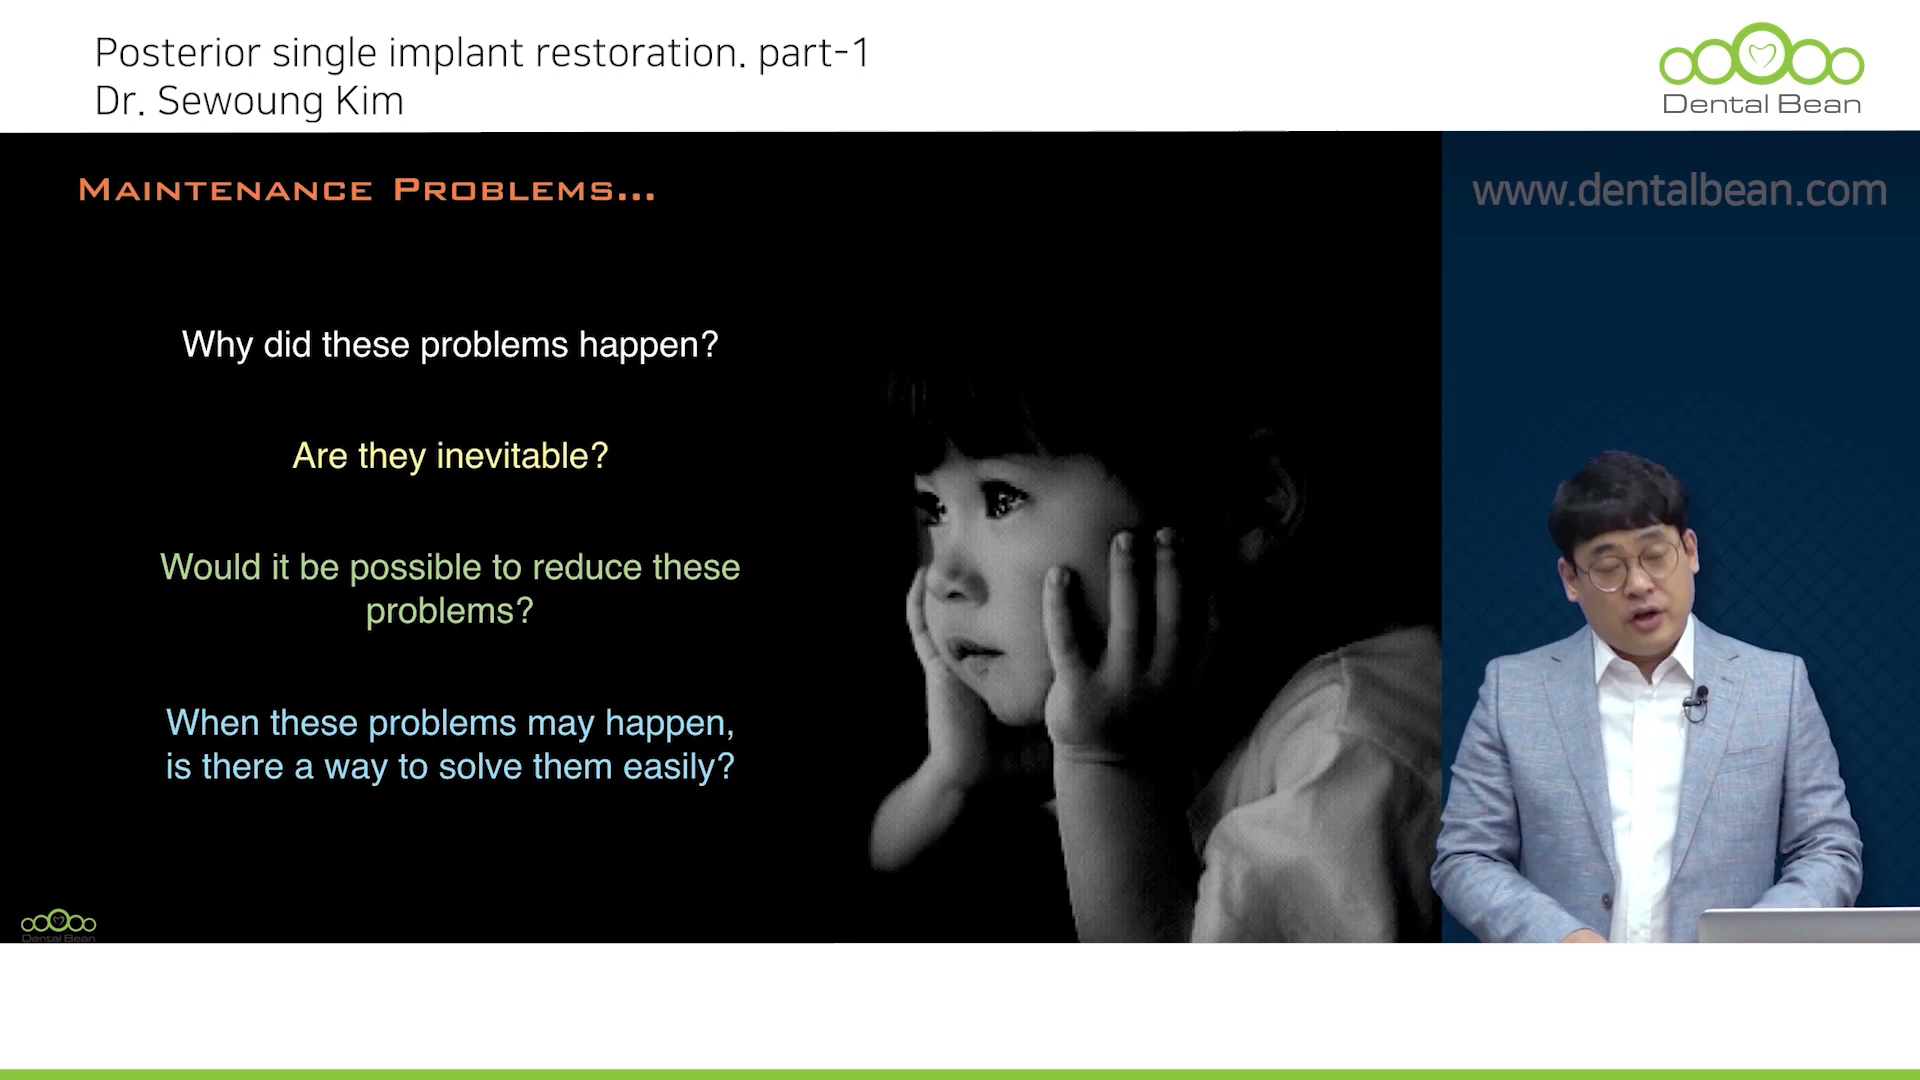 Posterior single implant restoration. part-1
Dr. Sewoung Kim
Dental Bean
MAINTENANCE PROBLEMS...
www.dentalbean.com
Why did these problems happen?
Are they inevitable?
Would it be possible to reduce these
problems?
When these problems may happen,
is there a way to solve them easily?
Dental Bean